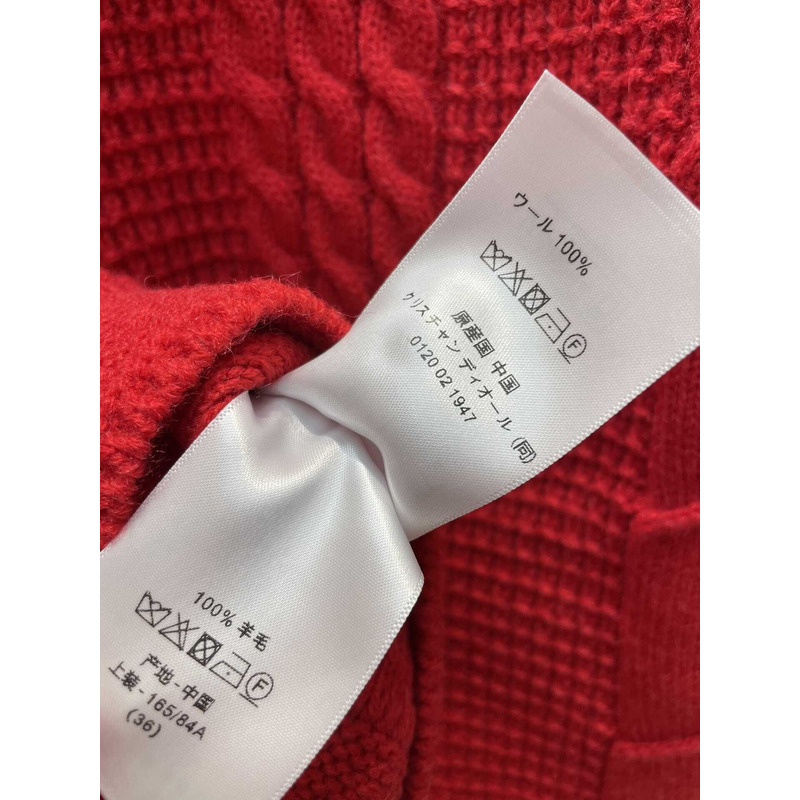 ウール 100%
F
原産国 中国
クリスチャン ディオール (同)
0120 02 1947
100% 羊毛
F
产地 - 中国
上装 - 165/84A
(36)